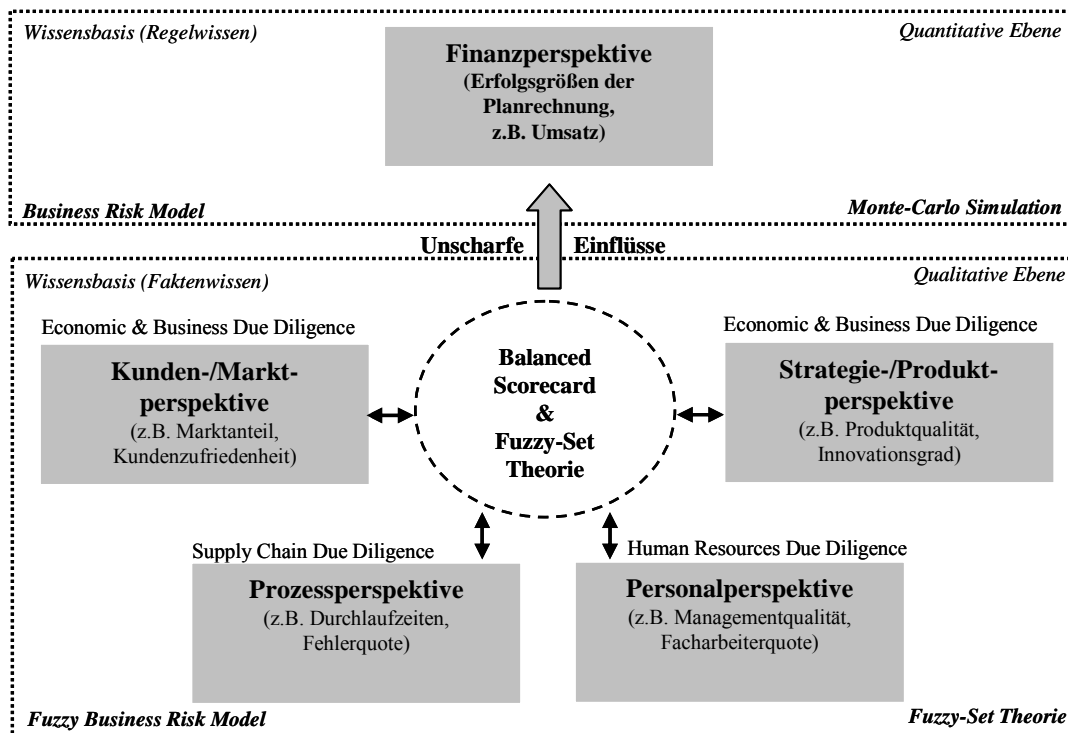 Wissensbasis (Regelwissen)
Quantitative Ebene
Finanzperspektive
(Erfolgsgrößen der
Planrechnung,
z.B. Umsatz)
Business Risk Model
Monte-Carlo Simulation
Unscharfe Einflüsse
Wissensbasis (Faktenwissen)
Qualitative Ebene
Economic & Business Due Diligence
Kunden-/Markt-
perspektive
(z.B. Marktanteil,
Kundenzufriedenheit)
Balanced
Scorecard
&
Fuzzy-Set
Theorie
Economic & Business Due Diligence
Strategie-/Produkt-
perspektive
(z.B. Produktqualität,
Innovationsgrad)
Supply Chain Due Diligence
Prozessperspektive
(z.B. Durchlaufzeiten,
Fehlerquote)
Human Resources Due Diligence
Personalperspektive
(z.B. Managementqualität,
Facharbeiterquote)
Fuzzy Business Risk Model
Fuzzy-Set Theorie